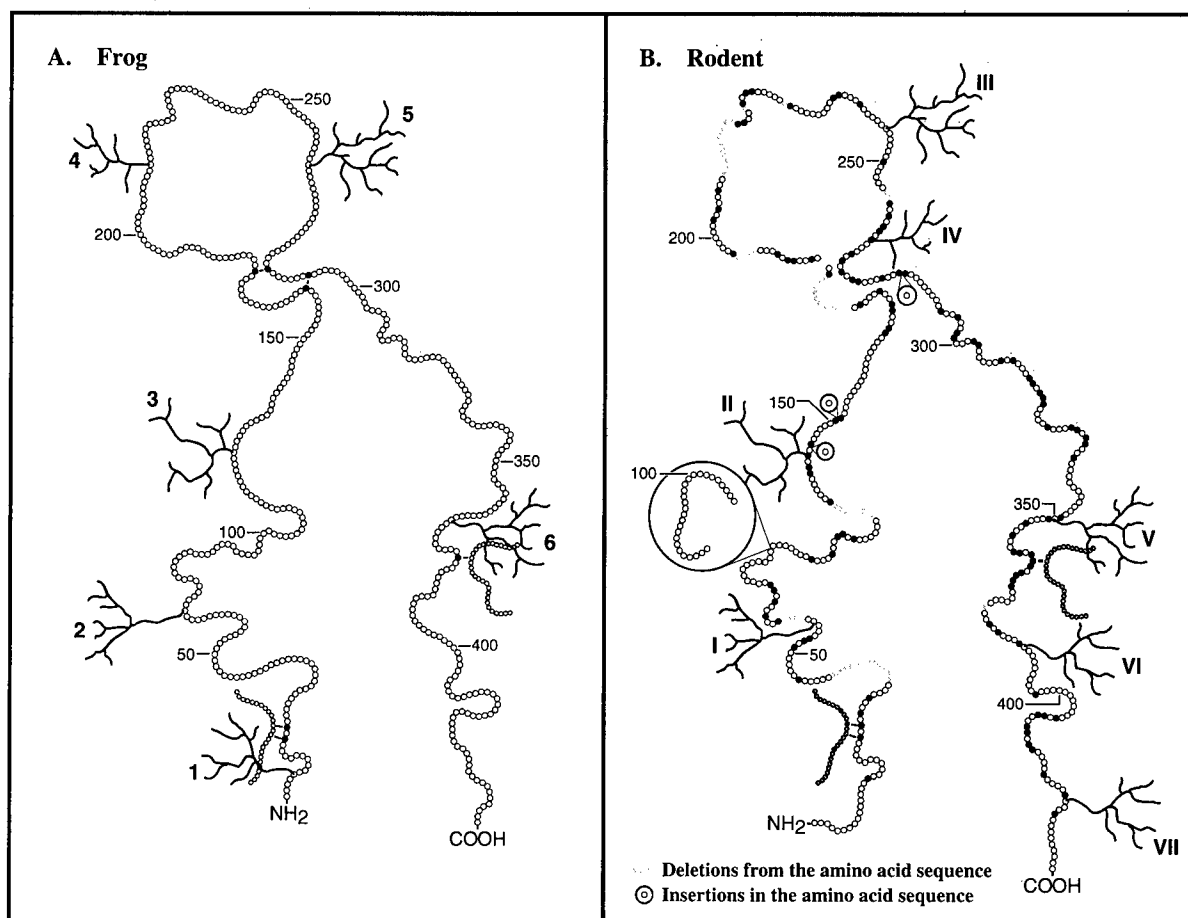 A. Frog
250
5
4
200
300
150
3
350
100
6
2
50
400
1
NH2
COOH
B. Rodent
III
250
IV
200
300
II
150
100
350
V
I
50
VI
400
NH2
VII
COOH
Deletions from the amino acid sequence
Insertions in the amino acid sequence